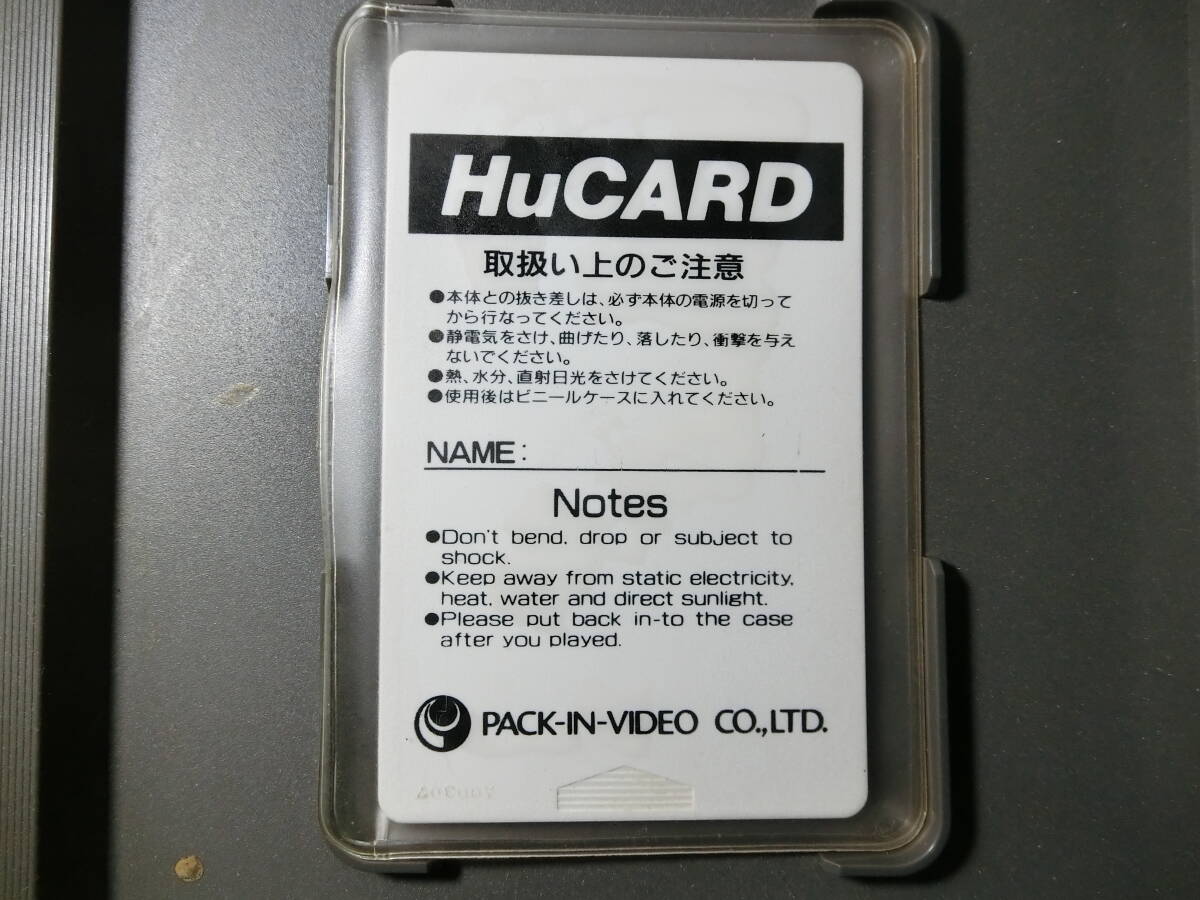 HuCARD
取扱い上のご注意
●本体との抜き差しは、必ず本体の電源を切って
から行なってください。
●静電気をさけ、曲げたり、落したり、衝撃を与え
ないでください。
●熱、水分、直射日光をさけてください。
●使用後はビニールケースに入れてください。
NAME:
Notes
●Don't bend, drop or subject to
shock.
●Keep away from static electricity,
heat, water and direct sunlight.
●Please put back in-to the case
after you played.
PACK-IN-VIDEO CO.,LTD.